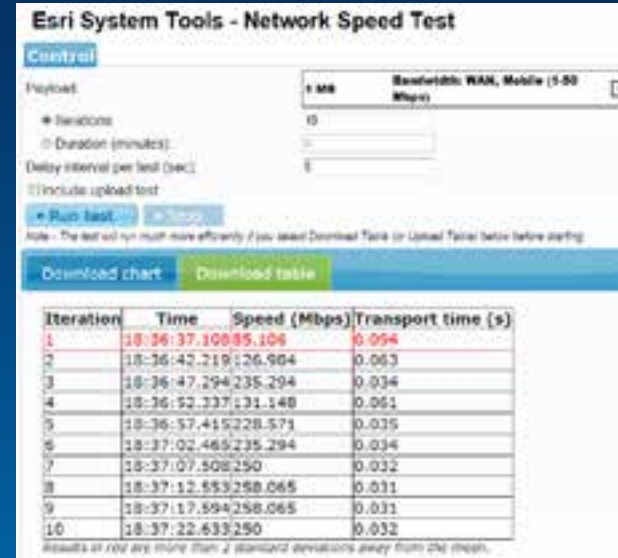 Esri System Tools - Network Speed Test
Control
Payload: 1 MB Bandwidth: WAN, Mobile (1-50 Mbps)
Iterations 10
Duration (minutes):
Delay interval per test (sec): 5
Include upload test
Run test Stop
Note - The test will run much more efficiently if you select Download Table (or Upload Table) below before starting
Download chart Download table
Iteration Time Speed (Mbps) Transport time (s)
1 18:36:37.108 85.106 0.094
2 18:36:42.219 126.984 0.063
3 18:36:47.294 235.294 0.034
4 18:36:52.337 131.148 0.061
5 18:36:57.415 228.571 0.035
6 18:37:02.465 235.294 0.034
7 18:37:07.508 250 0.032
8 18:37:12.553 258.065 0.031
9 18:37:17.594 258.065 0.031
10 18:37:22.633 250 0.032
Results in red are more than 2 standard deviations away from the mean.